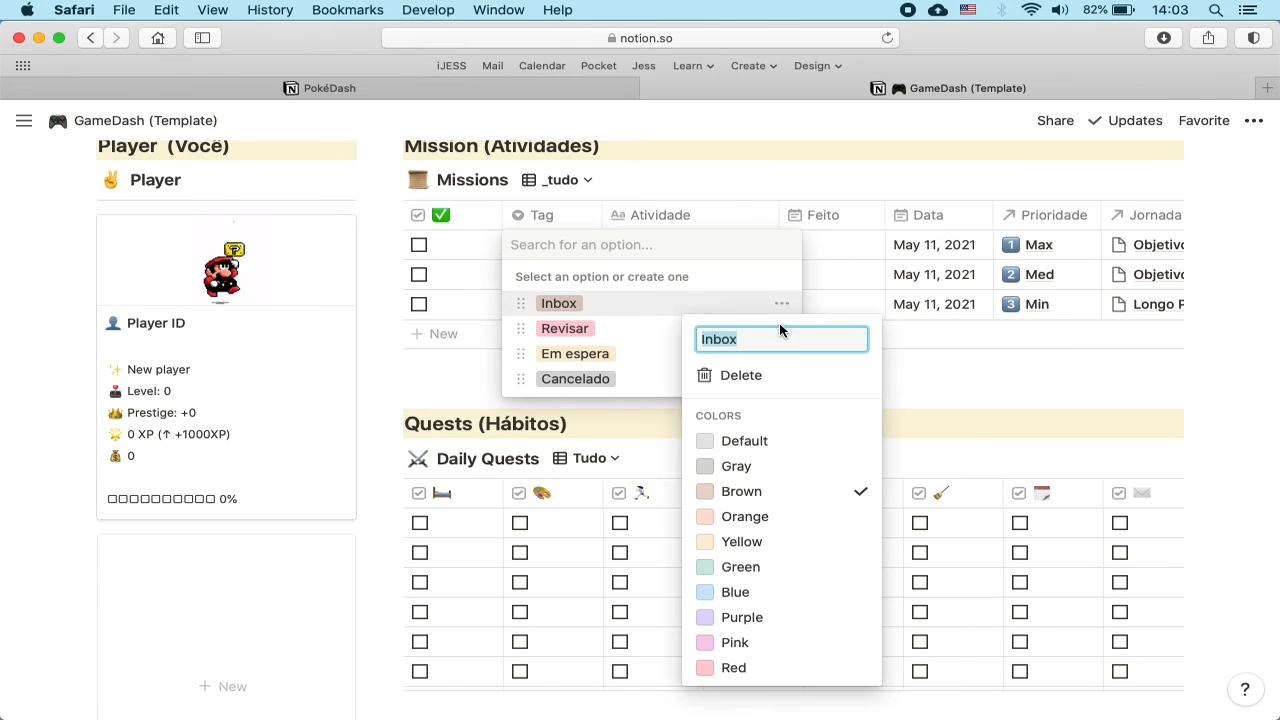 Safari File Edit View History Bookmarks Develop Window Help 82% 14:03
notion.so
iJESS Mail Calendar Pocket Jess Learn Create Design
PokéDash
GameDash (Template)
GameDash (Template)
Share Updates Favorite
Player (Você)
Player
Player ID
New player
Level: 0
Prestige: +0
0 XP (↑ +1000XP)
0
0%
+ New
Mission (Atividades)
Missions _tudo
Tag Aa Atividade Feito Data Prioridade Jornada
May 11, 2021 1 Max Objetivo
May 11, 2021 2 Med Objetivo
May 11, 2021 3 Min Longo P
+ New
Search for an option...
Select an option or create one
Inbox
Revisar
Em espera
Cancelado
Inbox
Delete
COLORS
Default
Gray
Brown
Orange
Yellow
Green
Blue
Purple
Pink
Red
Quests (Hábitos)
Daily Quests Tudo
?